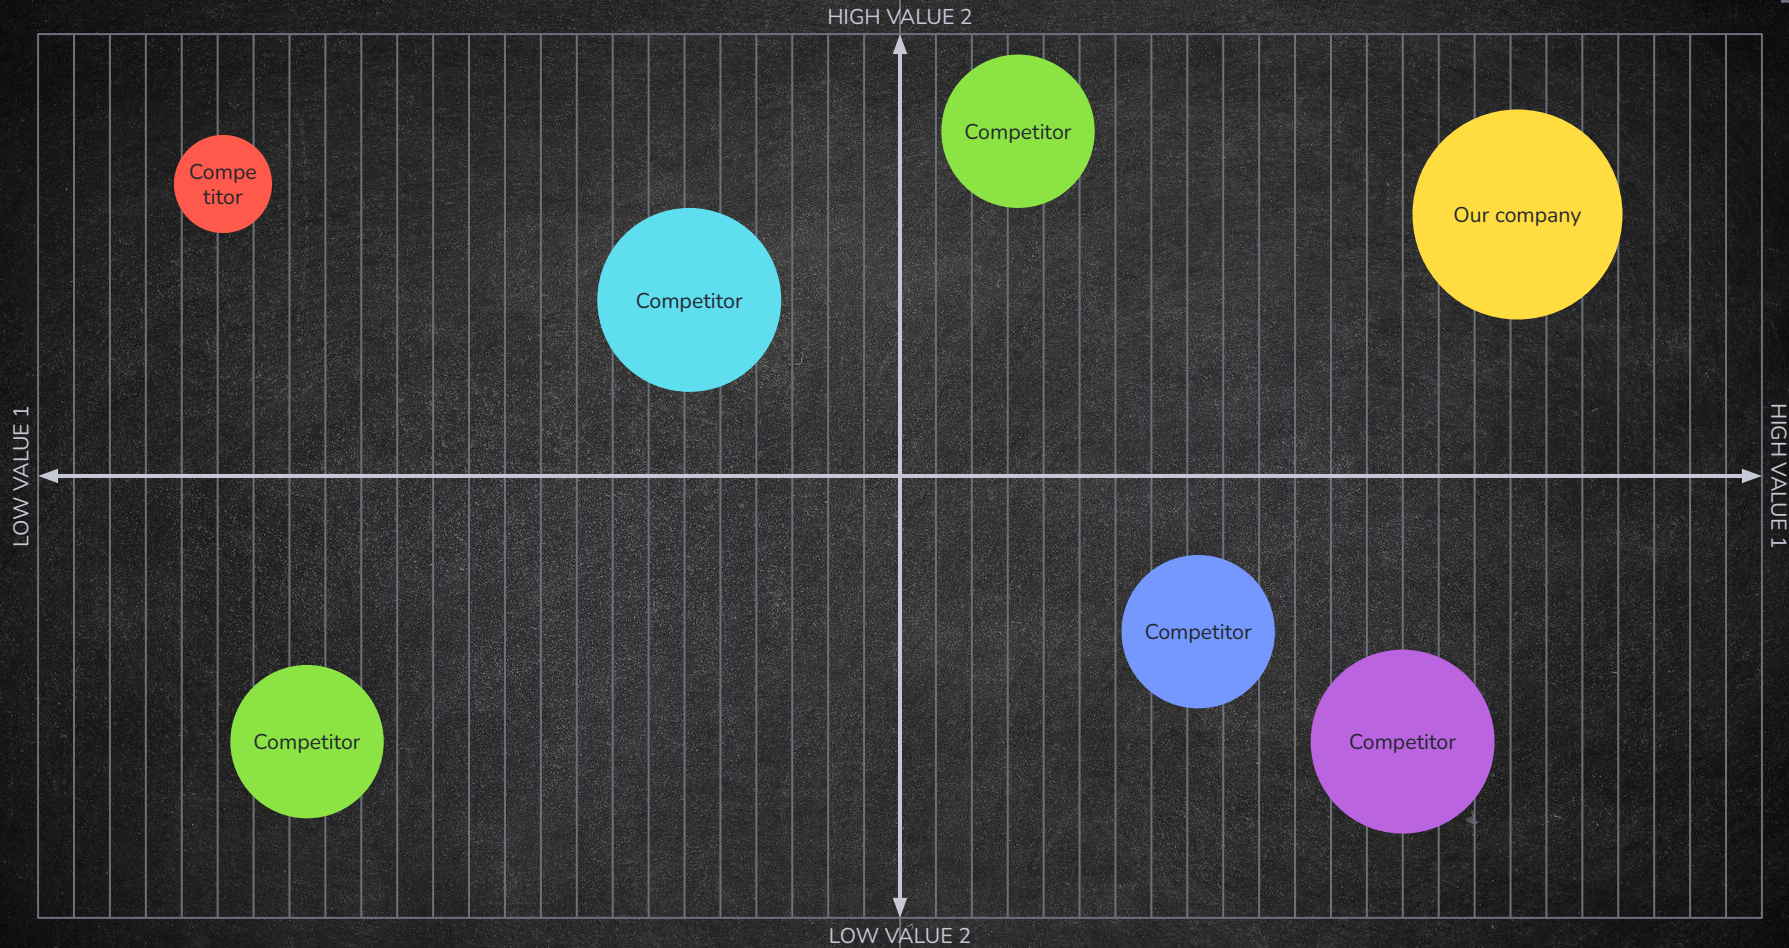 HIGH VALUE 2
Competitor
Compe
titor
Our company
Competitor
LOW VALUE 1
HIGH VALUE 1
Competitor
Competitor
Competitor
LOW VALUE 2